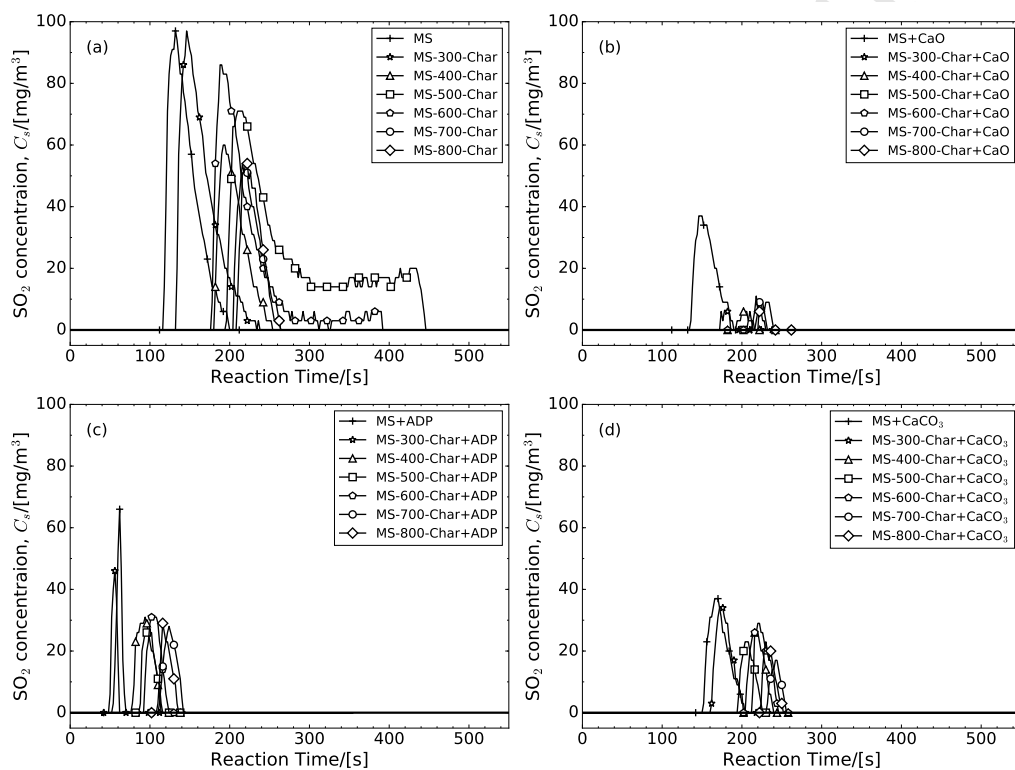 (a)
MS
MS-300-Char
MS-400-Char
MS-500-Char
MS-600-Char
MS-700-Char
MS-800-Char
100
80
60
40
20
0
SO₂ concentraion, Cₛ/[mg/m³]
0 100 200 300 400 500
Reaction Time/[s]
(b)
MS+CaO
MS-300-Char+CaO
MS-400-Char+CaO
MS-500-Char+CaO
MS-600-Char+CaO
MS-700-Char+CaO
MS-800-Char+CaO
100
80
60
40
20
0
SO₂ concentraion, Cₛ/[mg/m³]
0 100 200 300 400 500
Reaction Time/[s]
(c)
MS+ADP
MS-300-Char+ADP
MS-400-Char+ADP
MS-500-Char+ADP
MS-600-Char+ADP
MS-700-Char+ADP
MS-800-Char+ADP
100
80
60
40
20
0
SO₂ concentraion, Cₛ/[mg/m³]
0 100 200 300 400 500
Reaction Time/[s]
(d)
MS+CaCO₃
MS-300-Char+CaCO₃
MS-400-Char+CaCO₃
MS-500-Char+CaCO₃
MS-600-Char+CaCO₃
MS-700-Char+CaCO₃
MS-800-Char+CaCO₃
100
80
60
40
20
0
SO₂ concentraion, Cₛ/[mg/m³]
0 100 200 300 400 500
Reaction Time/[s]